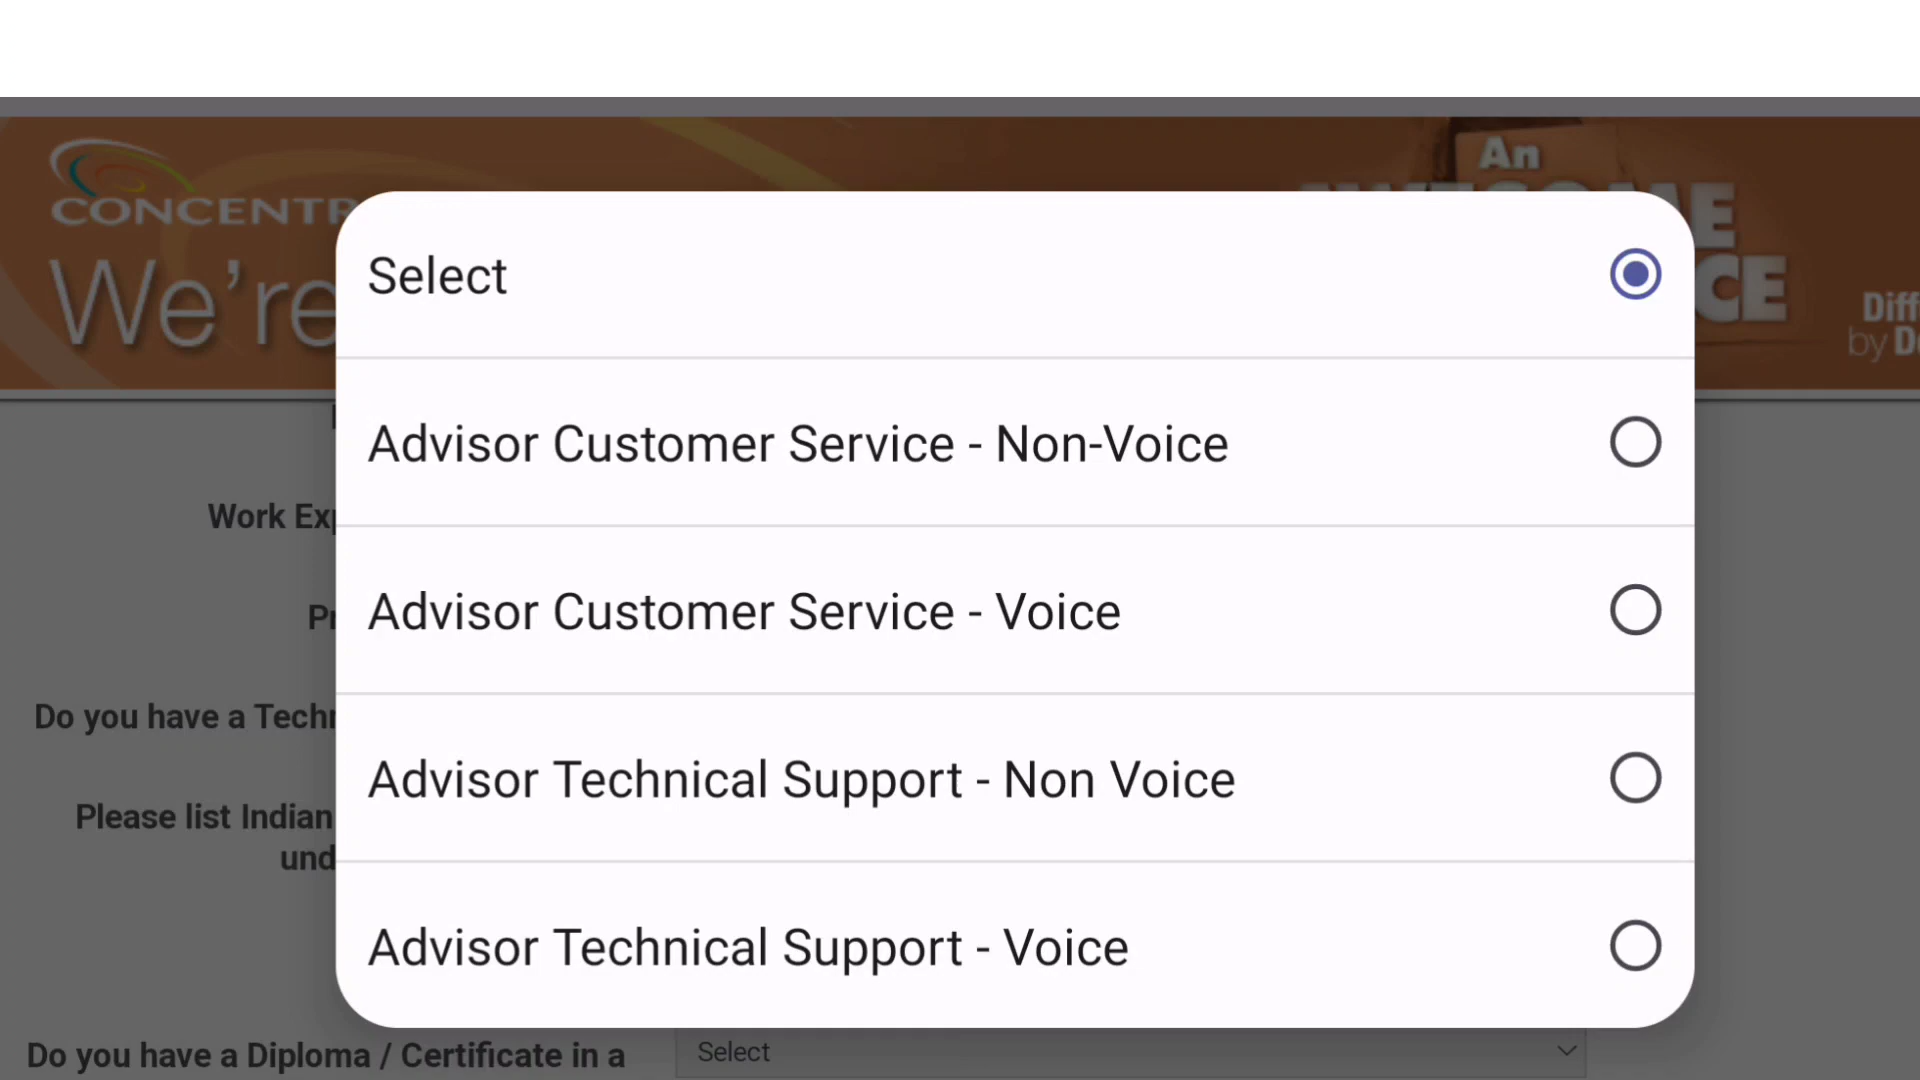 An
CONCENTR
We're
CE
Diff
by D
Select
Advisor Customer Service - Non-Voice
Work Exp
Advisor Customer Service - Voice
Pr
Do you have a Techn
Advisor Technical Support - Non Voice
Please list Indian
und
Advisor Technical Support - Voice
Do you have a Diploma / Certificate in a
Select